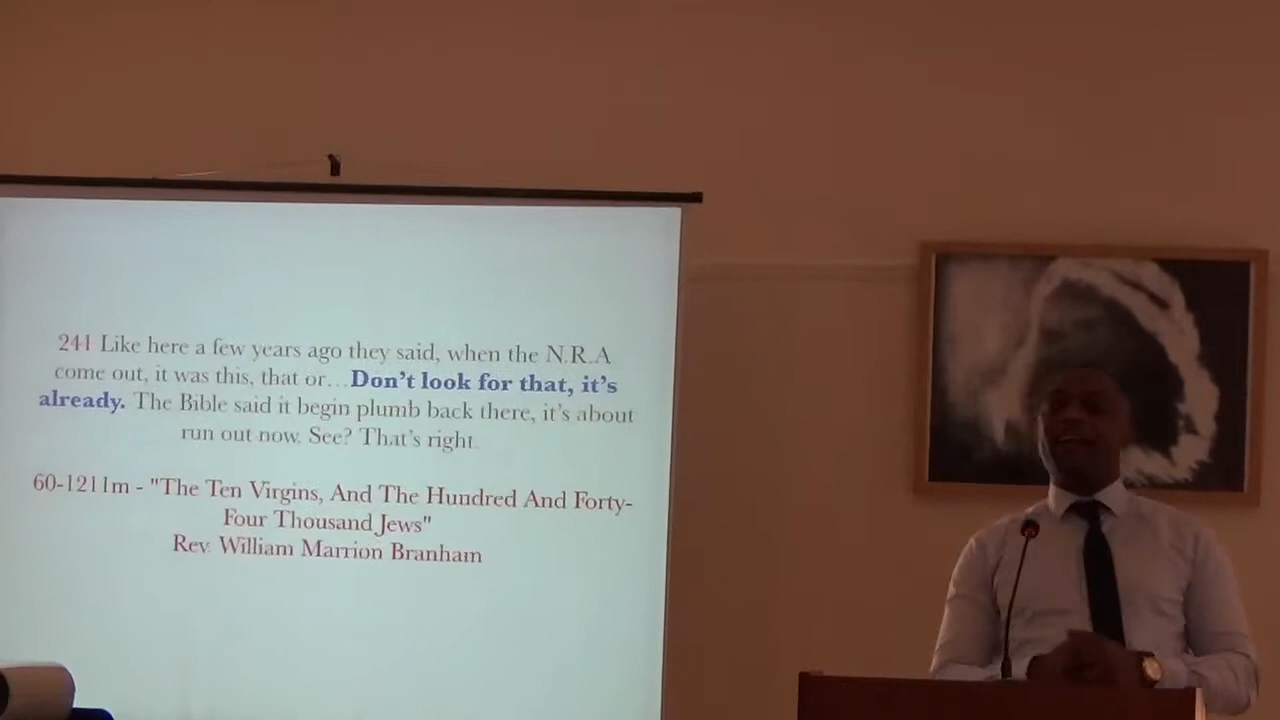 241 Like here a few years ago they said, when the N.R.A
come out, it was this, that or... Don't look for that, it's
already. The Bible said it begin plumb back there, it's about
run out now. See? That's right.
60-1211m - "The Ten Virgins, And The Hundred And Forty-
Four Thousand Jews"
Rev. William Marrion Branham